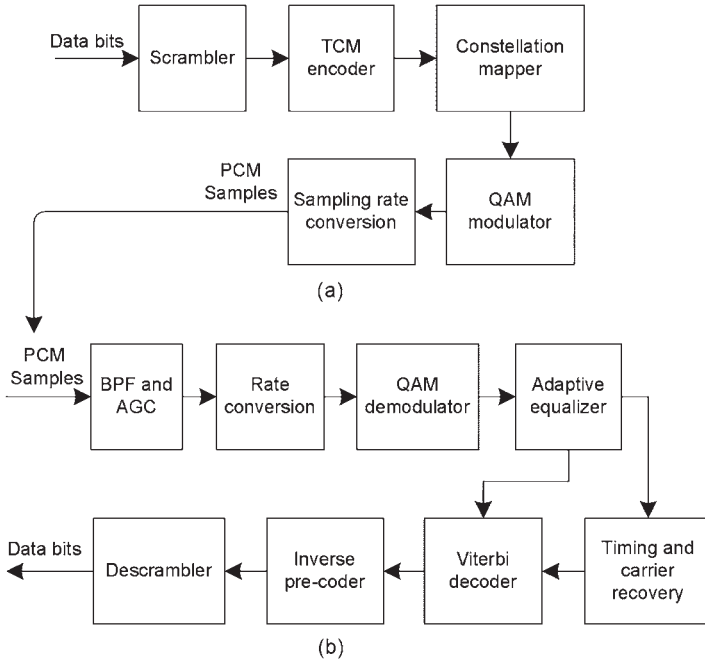 Data bits
Scrambler
TCM
encoder
Constellation
mapper
PCM
Samples
Sampling rate
conversion
QAM
modulator
(a)
PCM
Samples
BPF and
AGC
Rate
conversion
QAM
demodulator
Adaptive
equalizer
Data bits
Descrambler
Inverse
pre-coder
Viterbi
decoder
Timing and
carrier
recovery
(b)